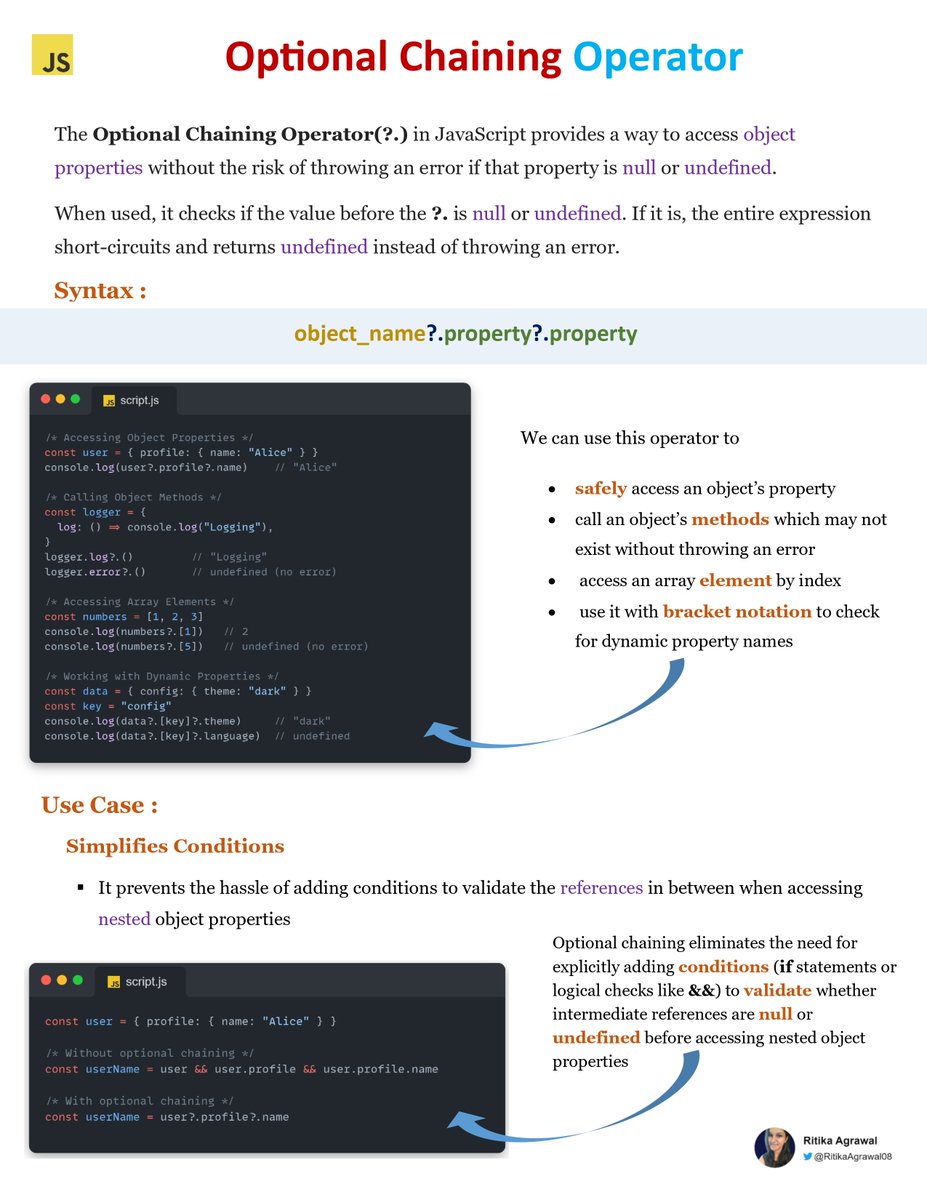 JS
Optional Chaining Operator
The Optional Chaining Operator(?.) in JavaScript provides a way to access object
properties without the risk of throwing an error if that property is null or undefined.
When used, it checks if the value before the ?. is null or undefined. If it is, the entire expression
short-circuits and returns undefined instead of throwing an error.
Syntax :
object_name?.property?.property
JS script.js
/* Accessing Object Properties */
const user = { profile: { name: "Alice" } }
console.log(user?.profile?.name) // "Alice"
/* Calling Object Methods */
const logger = {
log: () => console.log("Logging"),
}
logger.log?.() // "Logging"
logger.error?.() // undefined (no error)
/* Accessing Array Elements */
const numbers = [1, 2, 3]
console.log(numbers?.[1]) // 2
console.log(numbers?.[5]) // undefined (no error)
/* Working with Dynamic Properties */
const data = { config: { theme: "dark" } }
const key = "config"
console.log(data?.[key]?.theme) // "dark"
console.log(data?.[key]?.language) // undefined
We can use this operator to
• safely access an object’s property
• call an object’s methods which may not
exist without throwing an error
• access an array element by index
• use it with bracket notation to check
for dynamic property names
Use Case :
Simplifies Conditions
▪ It prevents the hassle of adding conditions to validate the references in between when accessing
nested object properties
JS script.js
const user = { profile: { name: "Alice" } }
/* Without optional chaining */
const userName = user && user.profile && user.profile.name
/* With optional chaining */
const userName = user?.profile?.name
Optional chaining eliminates the need for
explicitly adding conditions (if statements or
logical checks like &&) to validate whether
intermediate references are null or
undefined before accessing nested object
properties
Ritika Agrawal
@RitikaAgrawal08